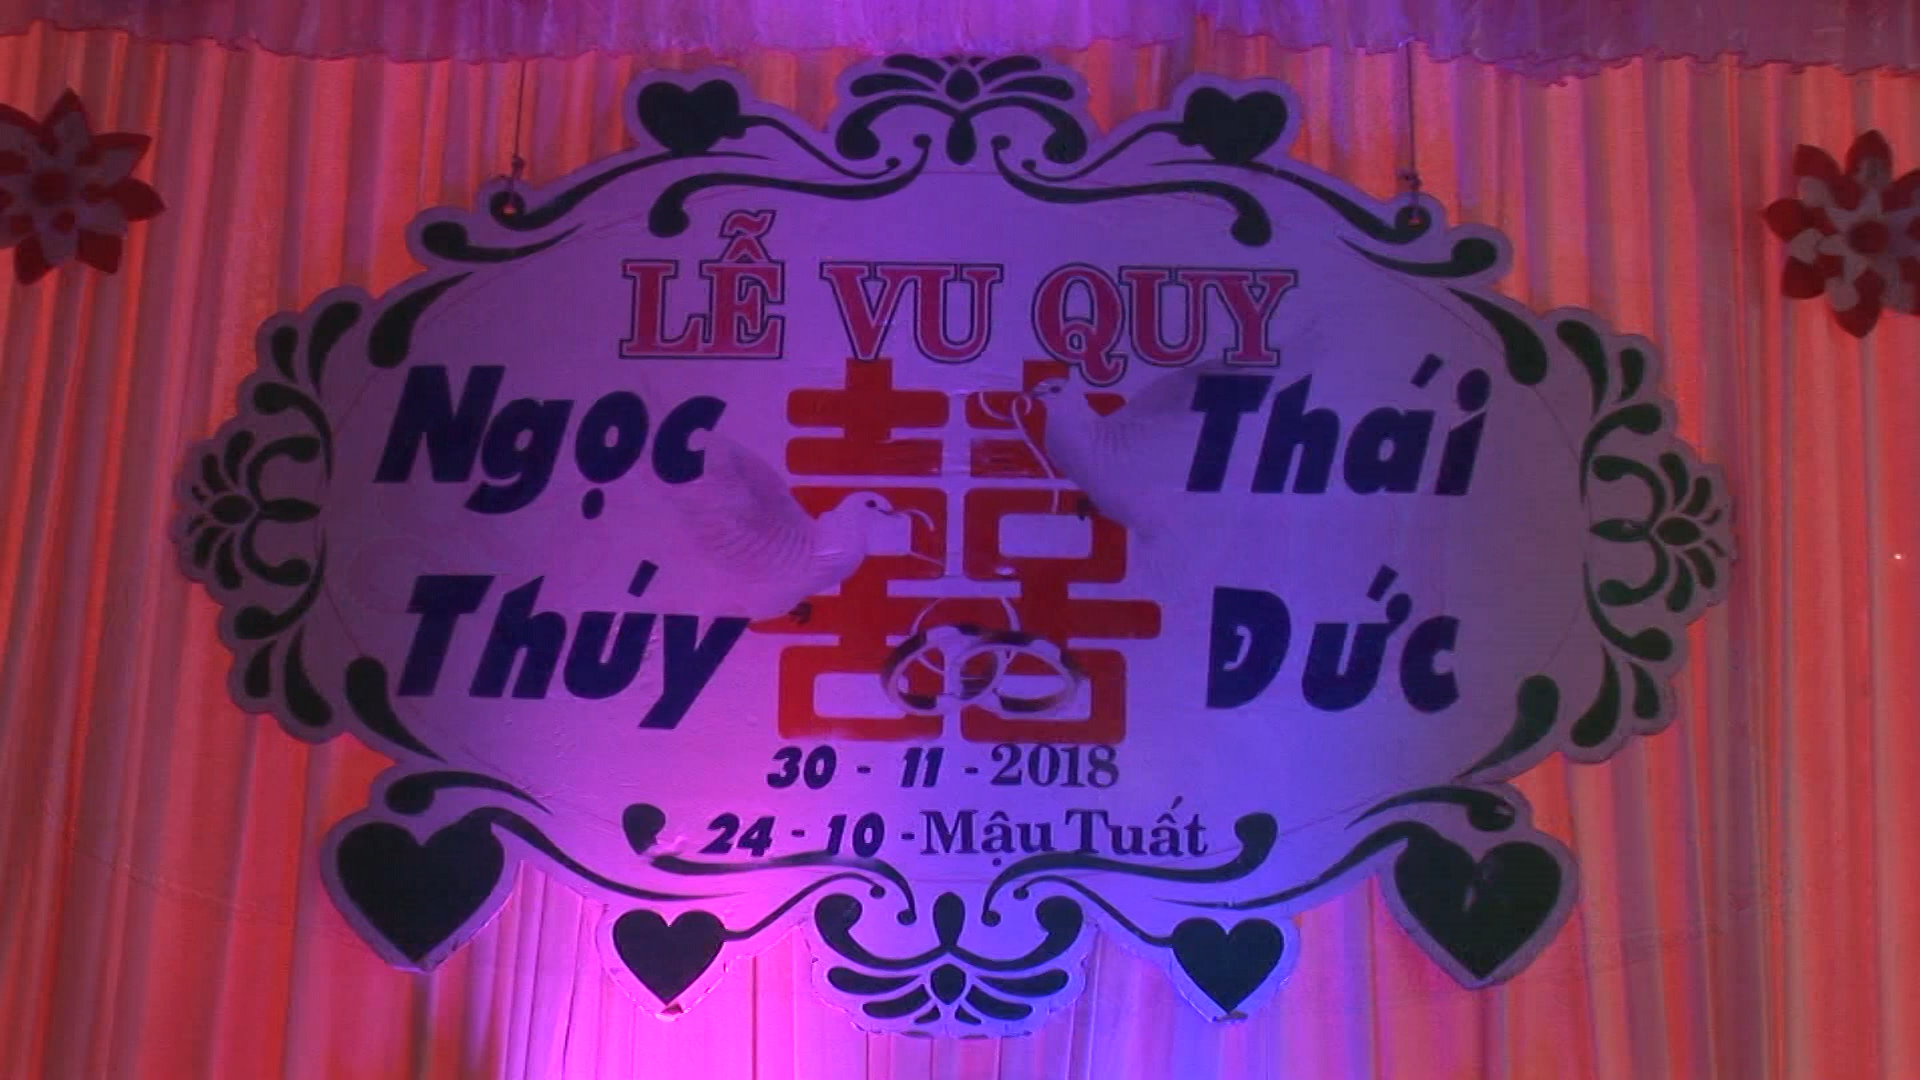 LỄ VU QUY
Ngọc Thái
Thúy Đức
囍
30 - 11 - 2018
24 - 10 - Mậu Tuất